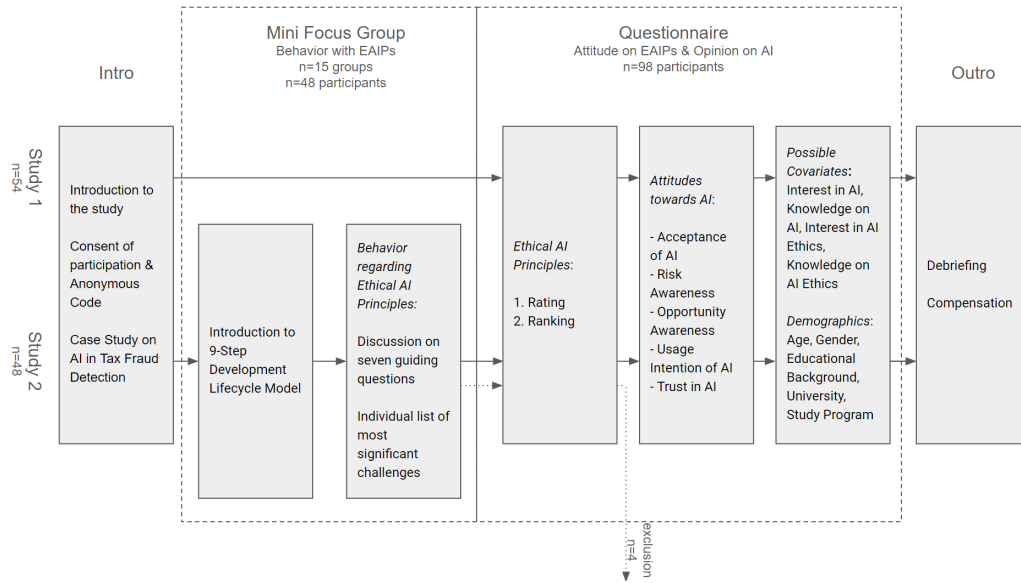 Intro
Mini Focus Group
Behavior with EAIPs
n=15 groups
n=48 participants
Questionnaire
Attitude on EAIPs & Opinion on AI
n=98 participants
Outro
Study 1
n=54
Study 2
n=48
Introduction to
the study
Consent of
participation &
Anonymous
Code
Case Study on
AI in Tax Fraud
Detection
Introduction to
9-Step
Development
Lifecycle Model
Behavior
regarding
Ethical AI
Principles:
Discussion on
seven guiding
questions
Individual list of
most
significant
challenges
Ethical AI
Principles:
1. Rating
2. Ranking
Attitudes
towards AI:
- Acceptance
of AI
- Risk
Awareness
- Opportunity
Awareness
- Usage
Intention of AI
- Trust in AI
Possible
Covariates:
Interest in AI,
Knowledge on
AI, Interest in AI
Ethics,
Knowledge on
AI Ethics
Demographics:
Age, Gender,
Educational
Background,
University,
Study Program
Debriefing
Compensation
exclusion
n=4